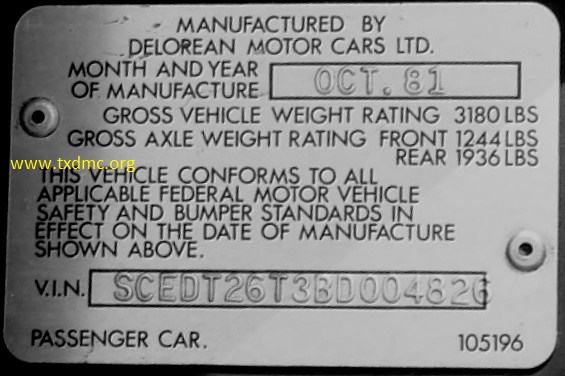 MANUFACTURED BY
DELOREAN MOTOR CARS LTD.
MONTH AND YEAR
OF MANUFACTURE OCT. 81
GROSS VEHICLE WEIGHT RATING 3180 LBS
GROSS AXLE WEIGHT RATING FRONT 1244 LBS
REAR 1936 LBS
www.txdmc.org
THIS VEHICLE CONFORMS TO ALL
APPLICABLE FEDERAL MOTOR VEHICLE
SAFETY AND BUMPER STANDARDS IN
EFFECT ON THE DATE OF MANUFACTURE
SHOWN ABOVE.
V.I.N. SCEDT26T3BD004826
PASSENGER CAR. 105196